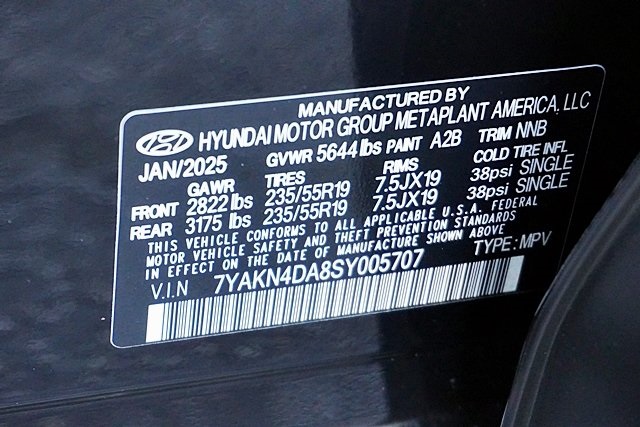 MANUFACTURED BY
HYUNDAI MOTOR GROUP METAPLANT AMERICA, LLC
JAN/2025 GVWR 5644 lbs PAINT A2B TRIM NNB
GAWR TIRES RIMS COLD TIRE INFL
FRONT 2822 lbs 235/55R19 7.5JX19 38psi SINGLE
REAR 3175 lbs 235/55R19 7.5JX19 38psi SINGLE
THIS VEHICLE CONFORMS TO ALL APPLICABLE U.S.A. FEDERAL
MOTOR VEHICLE SAFETY AND THEFT PREVENTION STANDARDS
IN EFFECT ON THE DATE OF MANUFACTURE SHOWN ABOVE
V.I.N 7YAKN4DA8SY005707 TYPE: MPV